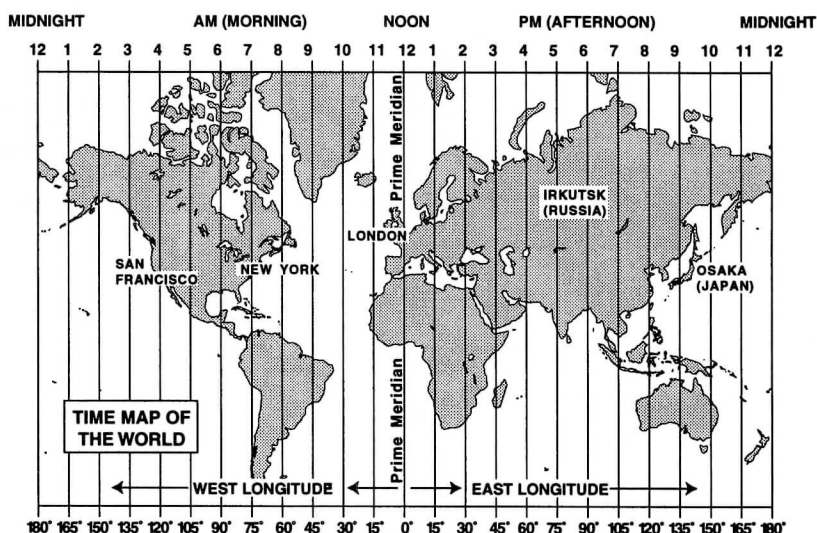 MIDNIGHT AM (MORNING) NOON PM (AFTERNOON) MIDNIGHT
12 1 2 3 4 5 6 7 8 9 10 11 12 1 2 3 4 5 6 7 8 9 10 11 12
Prime Meridian
IRKUTSK
(RUSSIA)
LONDON
SAN
FRANCISCO
NEW YORK
OSAKA
(JAPAN)
Prime Meridian
TIME MAP OF
THE WORLD
WEST LONGITUDE
EAST LONGITUDE
180° 165° 150° 135° 120° 105° 90° 75° 60° 45° 30° 15° 0° 15° 30° 45° 60° 75° 90° 105° 120° 135° 150° 165° 180°